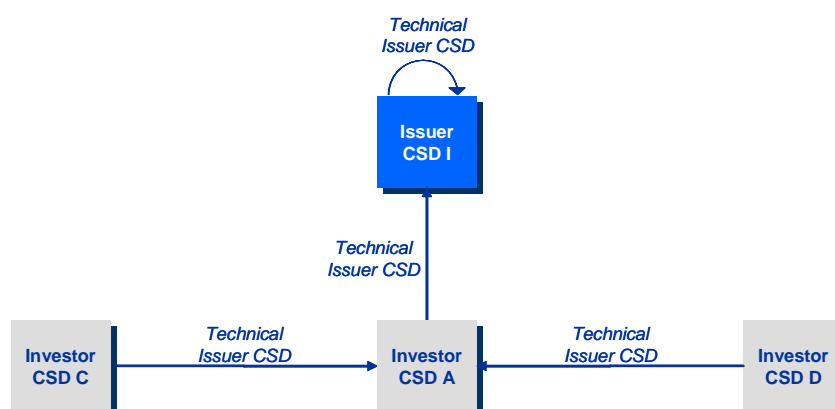 Technical
Issuer CSD
Issuer
CSD I
Technical
Issuer CSD
Investor
CSD C
Technical
Issuer CSD
Investor
CSD A
Technical
Issuer CSD
Investor
CSD D